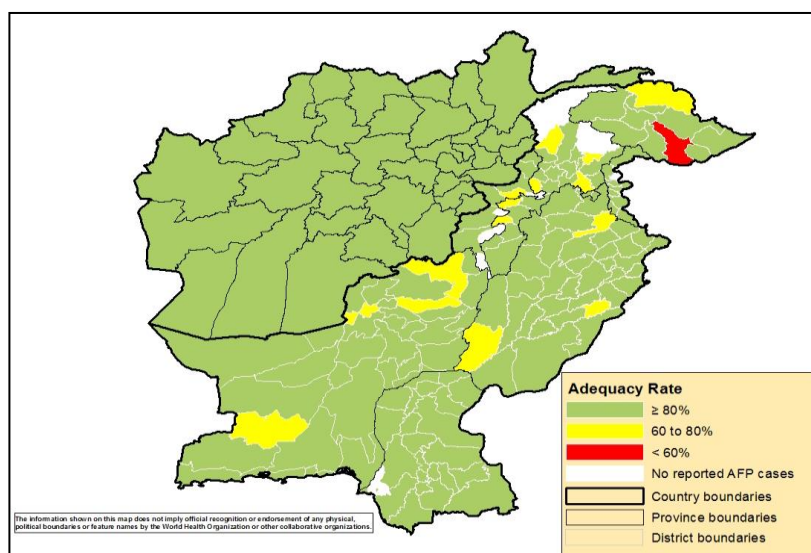 Adequacy Rate
≥ 80%
60 to 80%
< 60%
No reported AFP cases
Country boundaries
Province boundaries
District boundaries
The information shown on this map does not imply official recognition or endorsement of any physical,
political boundaries or feature names by the World Health Organization or other collaborative organizations.